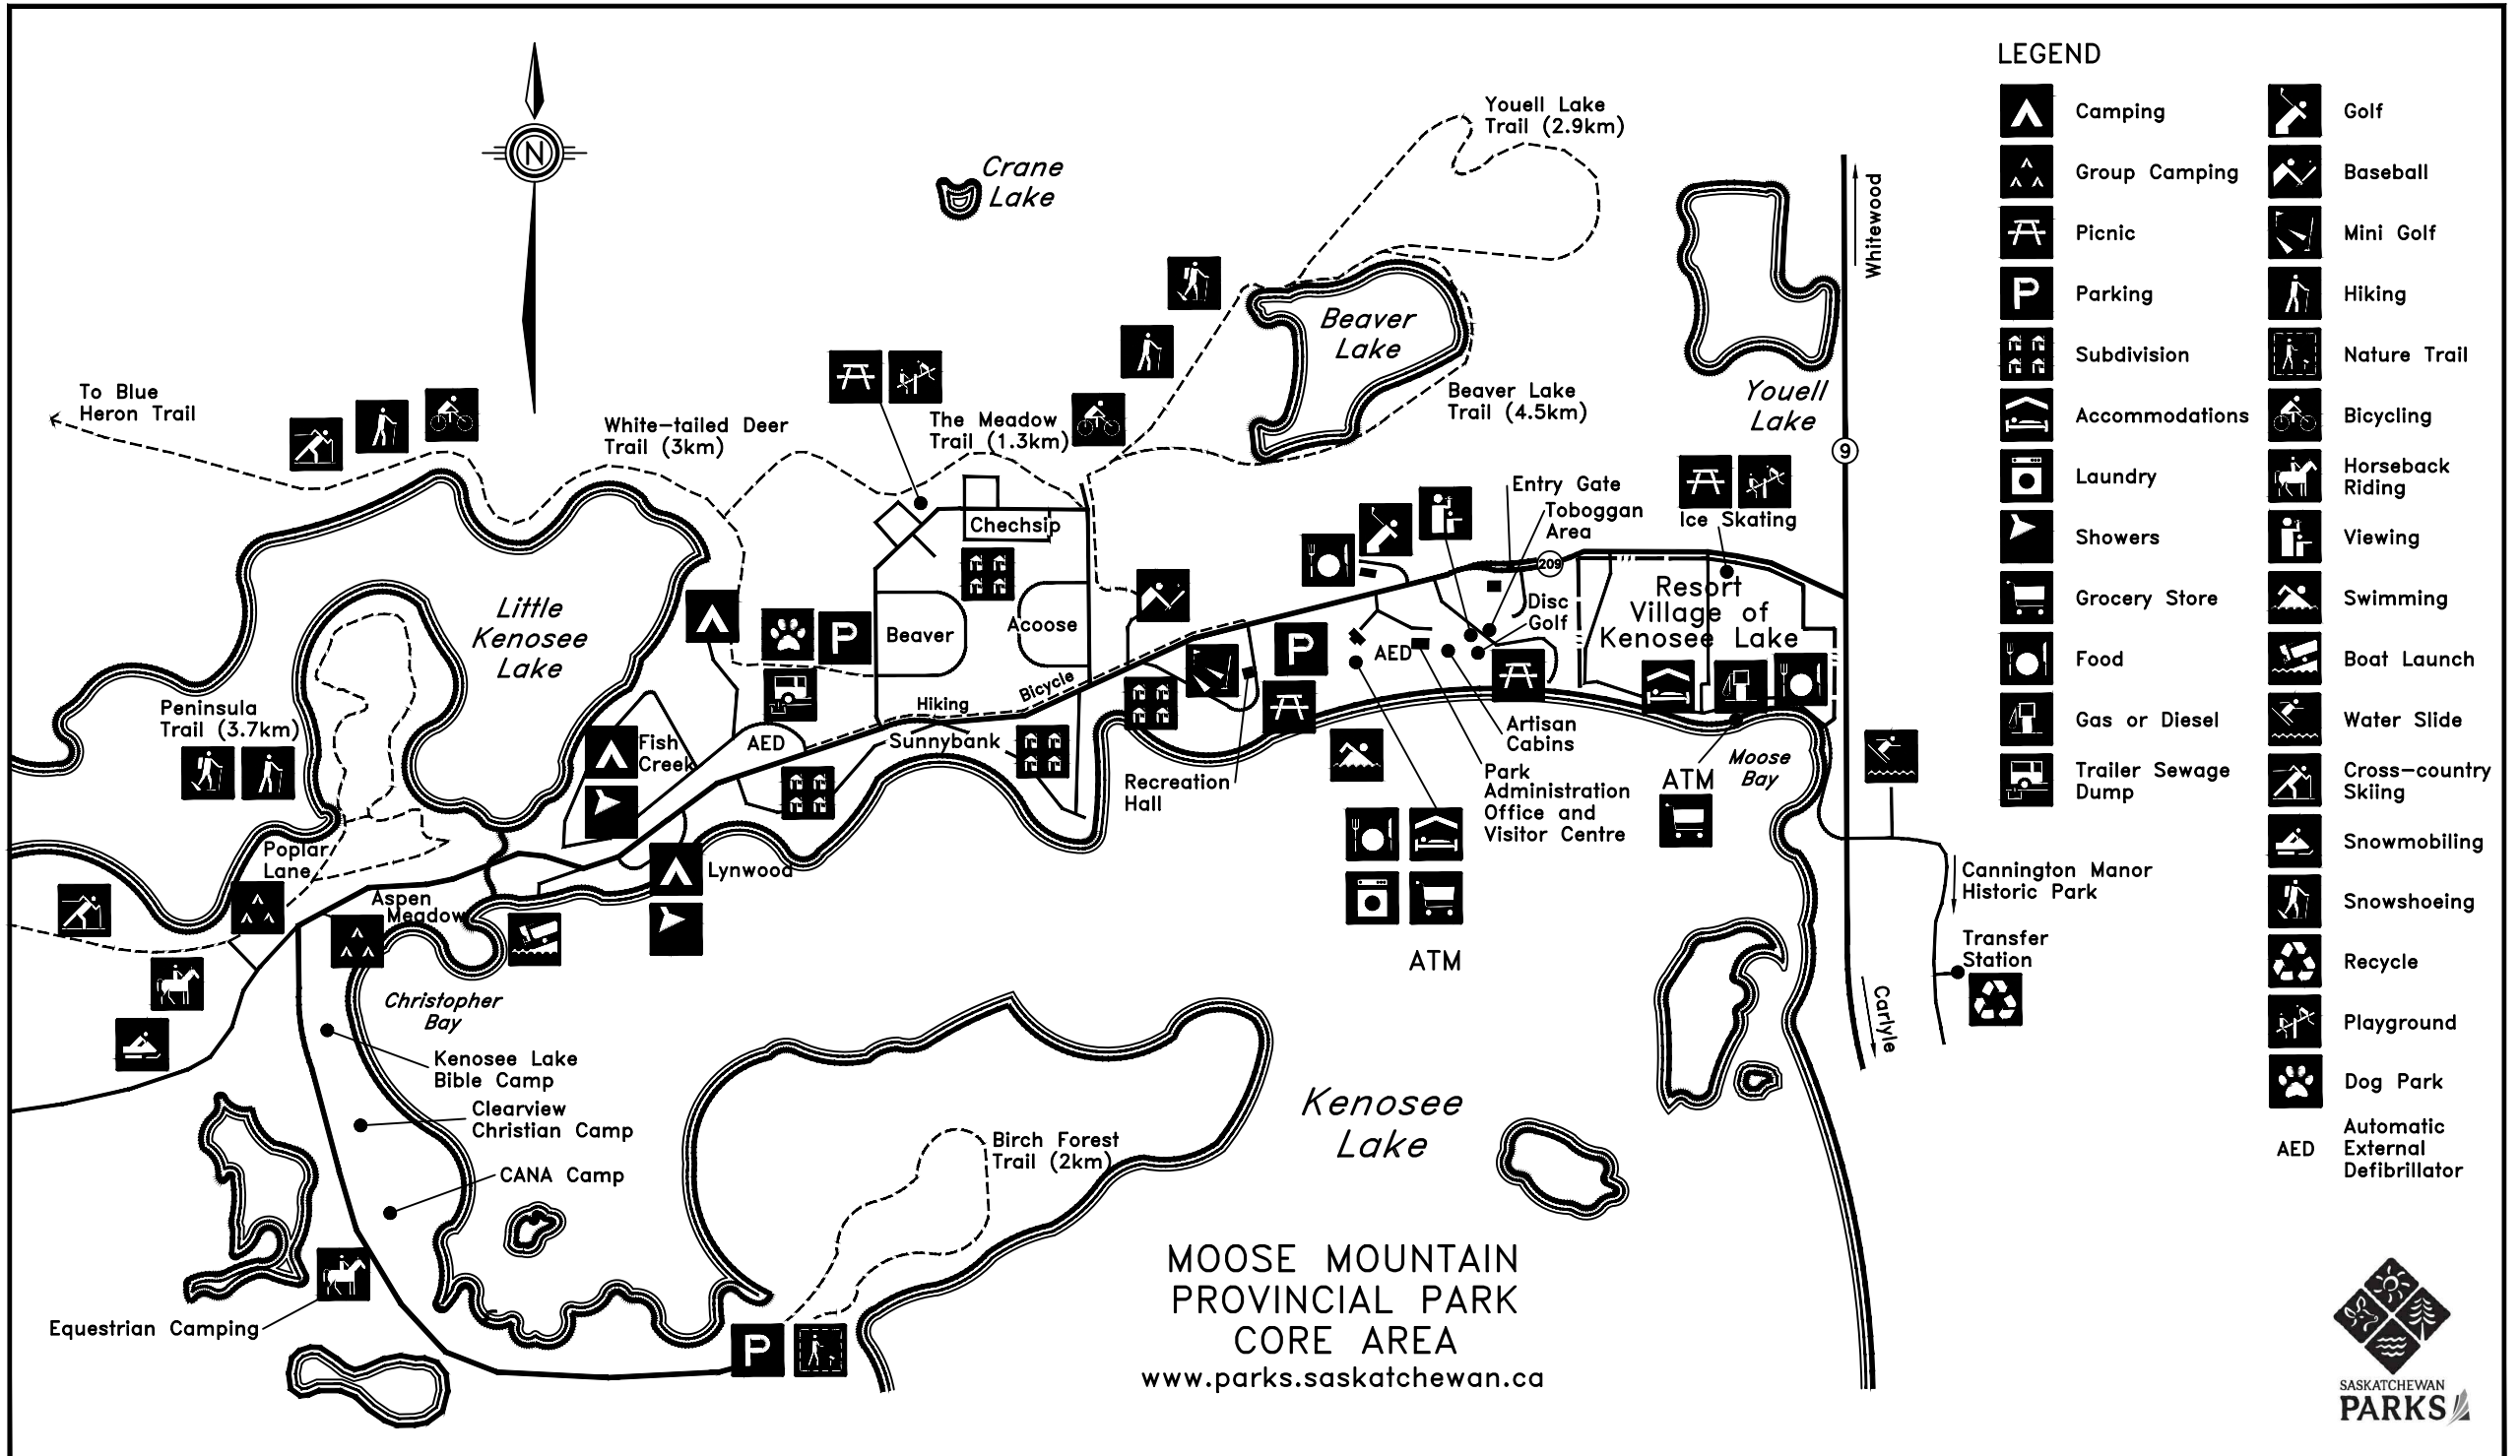 N
Crane
Lake
Youell Lake
Trail (2.9km)
Whitewood
Beaver
Lake
To Blue
Heron Trail
White-tailed Deer
Trail (3km)
The Meadow
Trail (1.3km)
Beaver Lake
Trail (4.5km)
Youell
Lake
9
Entry Gate
Toboggan
Area
Ice Skating
Chechsip
209
Resort
Village of
Kenosee Lake
Little
Kenosee
Lake
P
Beaver
Acoose
Disc
Golf
P
AED
Bicycle
Hiking
Peninsula
Trail (3.7km)
Fish
Creek
AED
Sunnybank
Artisan
Cabins
Moose
Bay
Recreation
Hall
Park
Administration
Office and
Visitor Centre
ATM
Poplar
Lane
Lynwood
Aspen
Meadow
Cannington Manor
Historic Park
Transfer
Station
ATM
Carlyle
Christopher
Bay
Kenosee Lake
Bible Camp
Clearview
Christian Camp
CANA Camp
Birch Forest
Trail (2km)
Kenosee
Lake
Equestrian Camping
P
MOOSE MOUNTAIN
PROVINCIAL PARK
CORE AREA
www.parks.saskatchewan.ca
LEGEND
Camping
Group Camping
Picnic
P
Parking
Subdivision
Accommodations
Laundry
Showers
Grocery Store
Food
Gas or Diesel
Trailer Sewage
Dump
Golf
Baseball
Mini Golf
Hiking
Nature Trail
Bicycling
Horseback
Riding
Viewing
Swimming
Boat Launch
Water Slide
Cross-country
Skiing
Snowmobiling
Snowshoeing
Recycle
Playground
Dog Park
AED
Automatic
External
Defibrillator
SASKATCHEWAN
PARKS